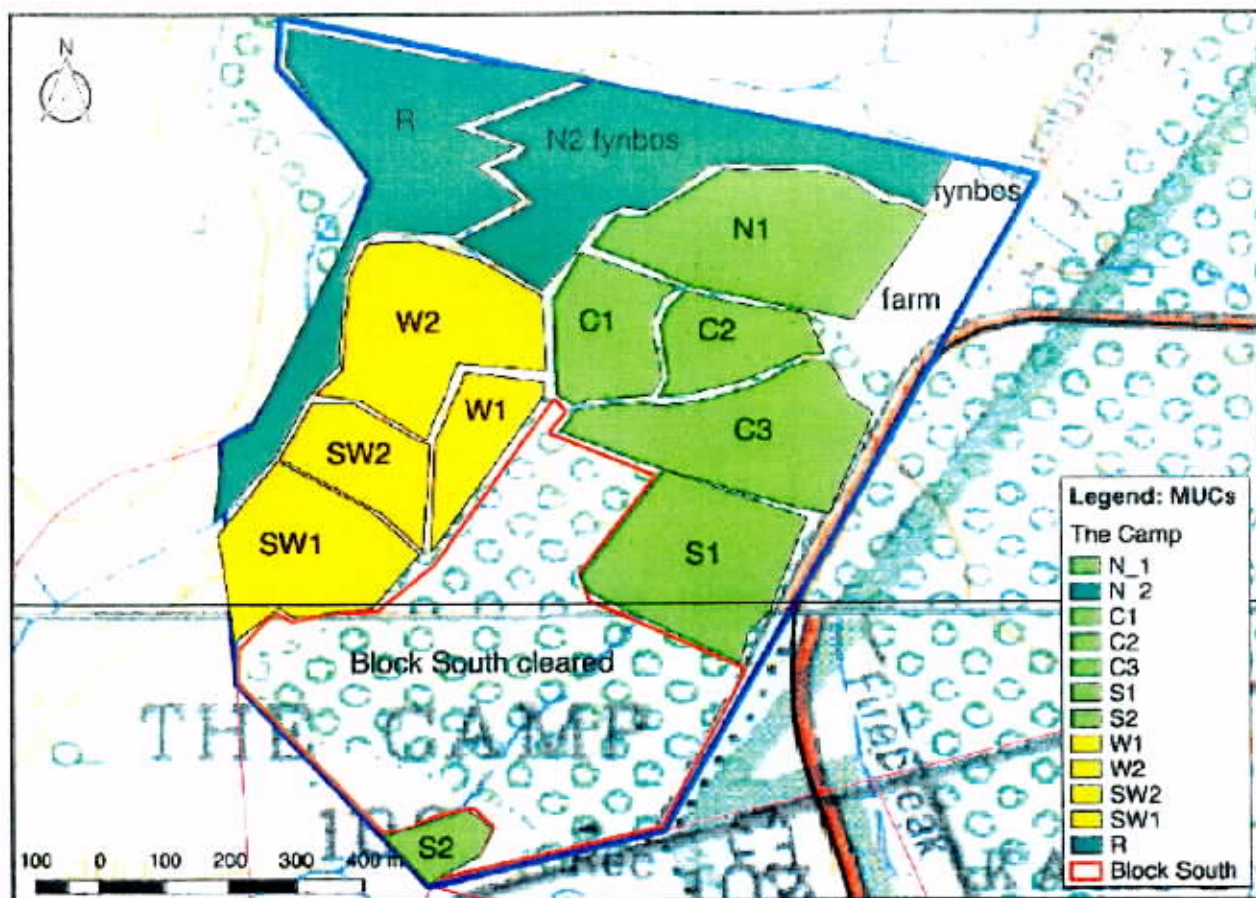 N
R
N2 fynbos
fynbos
N1
farm
W2
C1
C2
W1
C3
SW2
SW1
S1
Block South cleared
THE CAMP
S2
Firebreak
100 0 100 200 300 400 m
Legend: MUCs
The Camp
N_1
N_2
C1
C2
C3
S1
S2
W1
W2
SW2
SW1
R
Block South